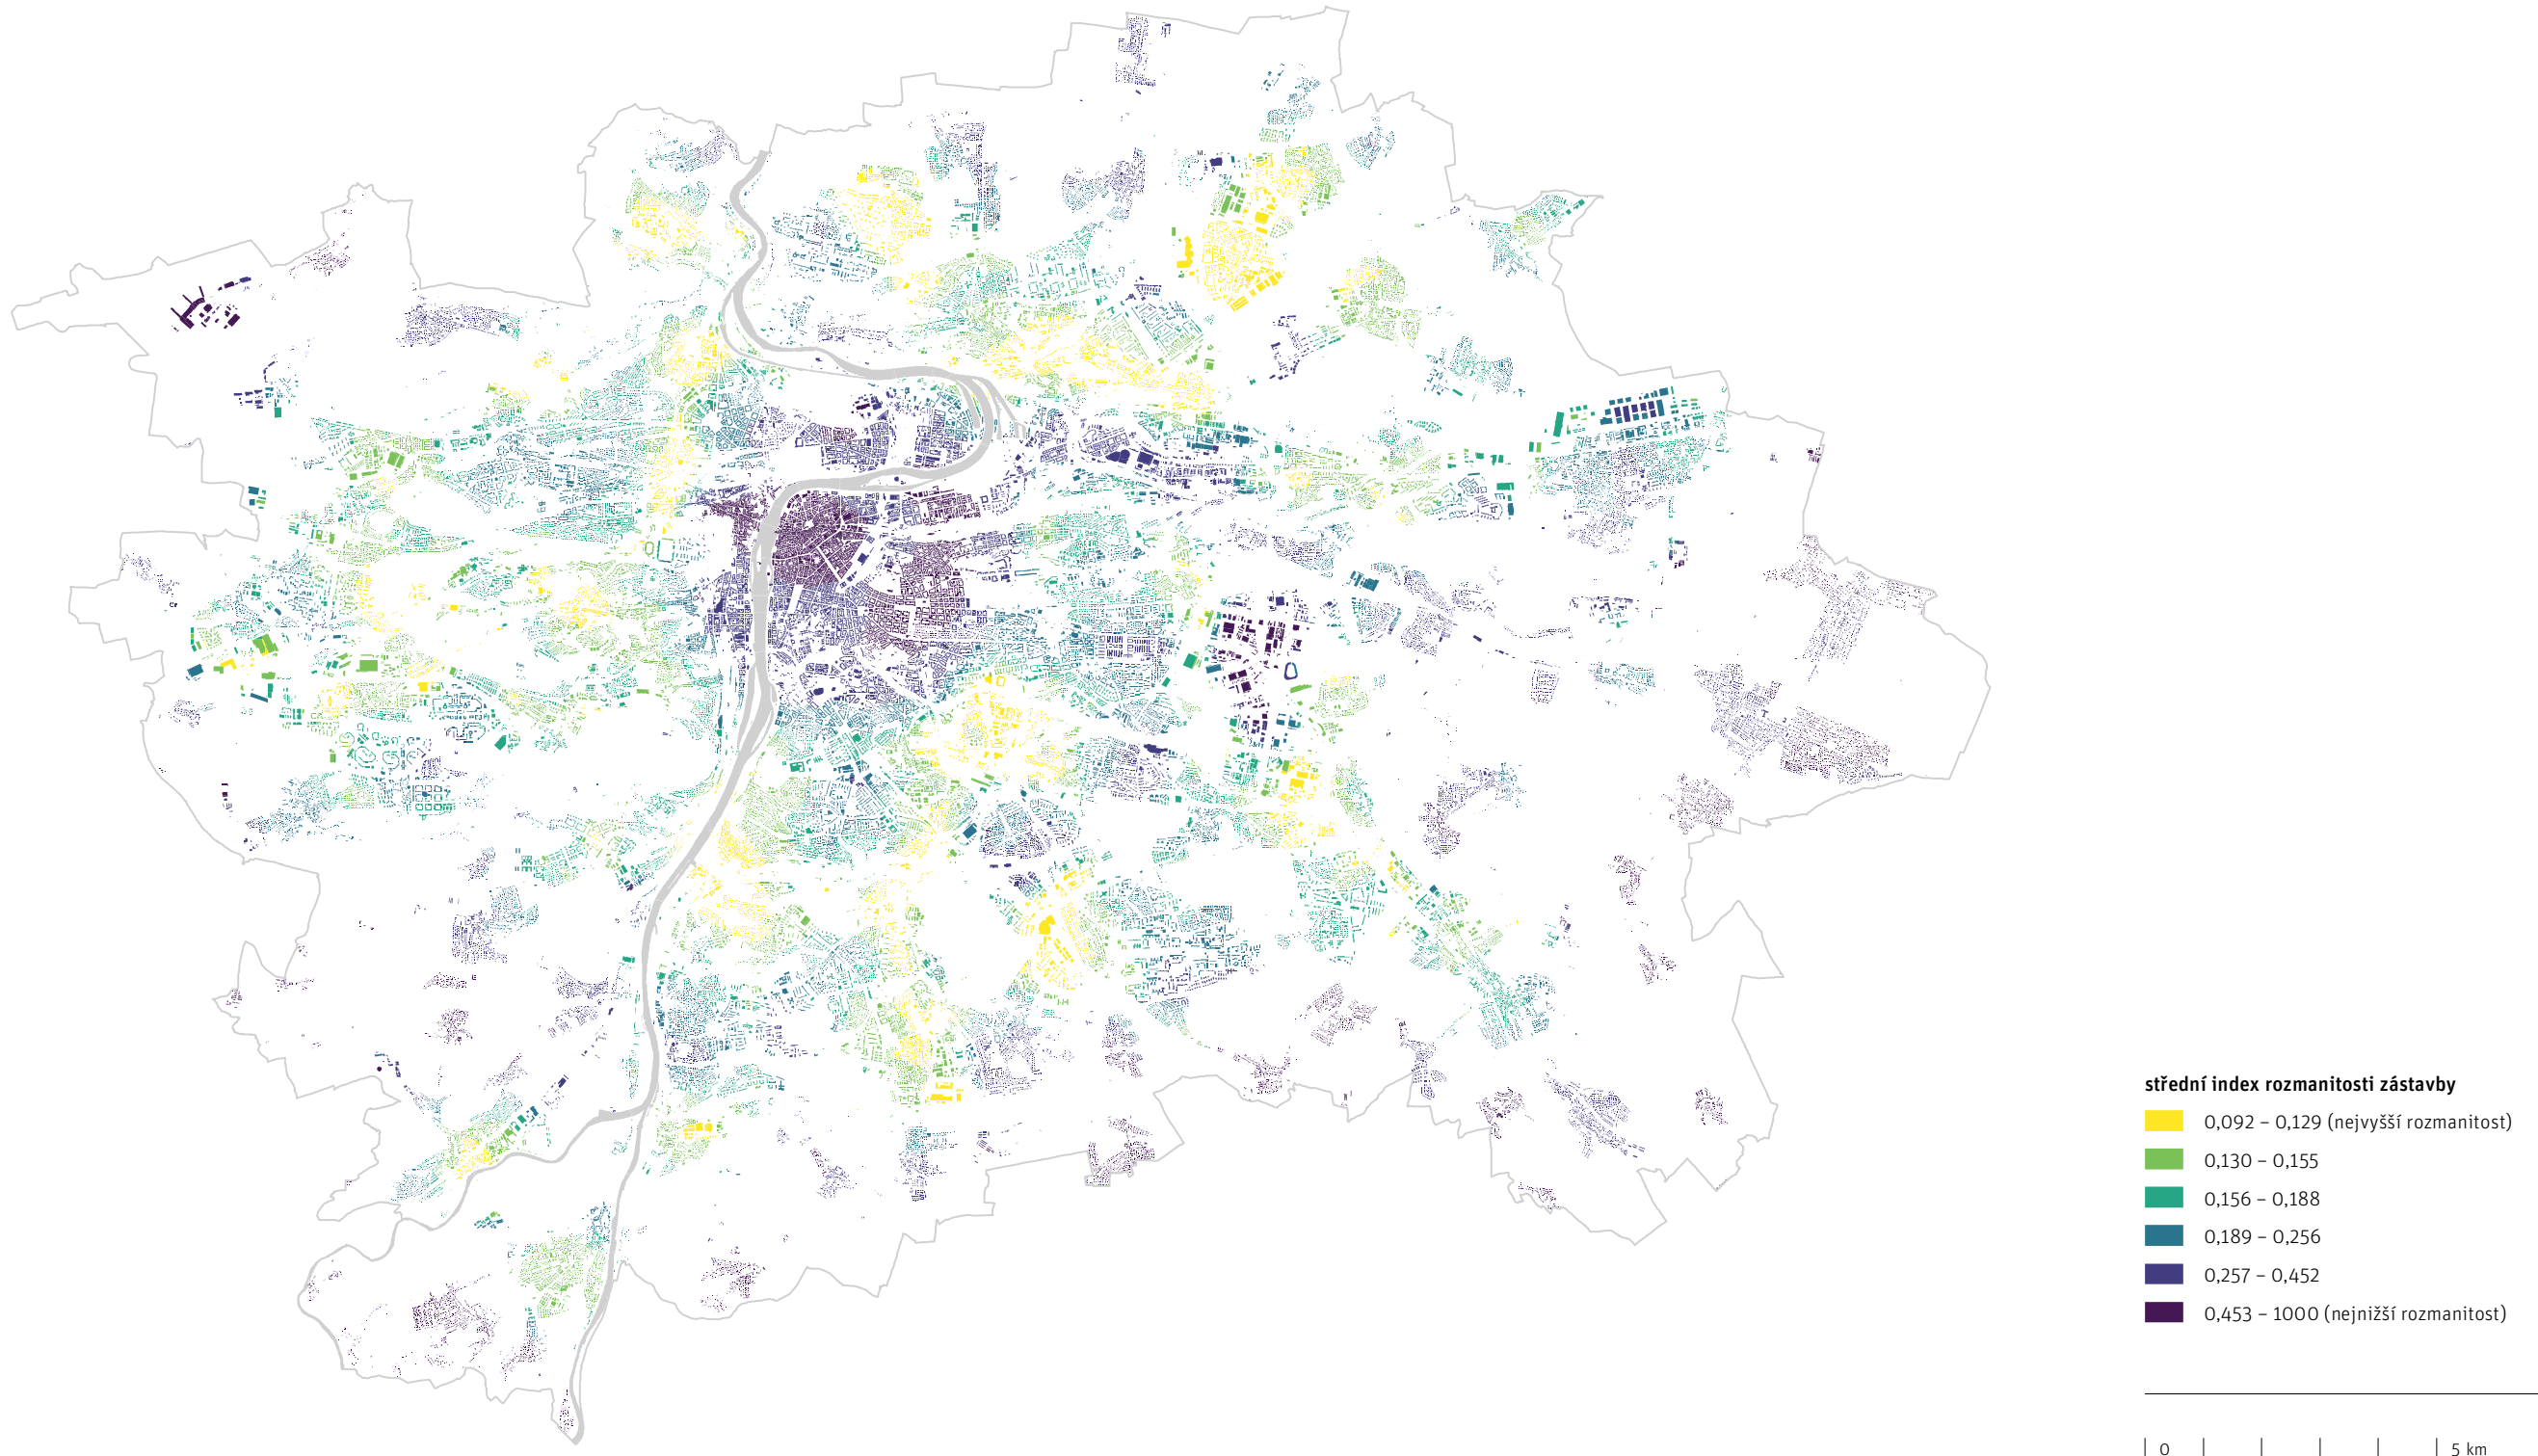 střední index rozmanitosti zástavby
0,092 – 0,129 (nejvyšší rozmanitost)
0,130 – 0,155
0,156 – 0,188
0,189 – 0,256
0,257 – 0,452
0,453 – 1000 (nejnižší rozmanitost)
0 5 km